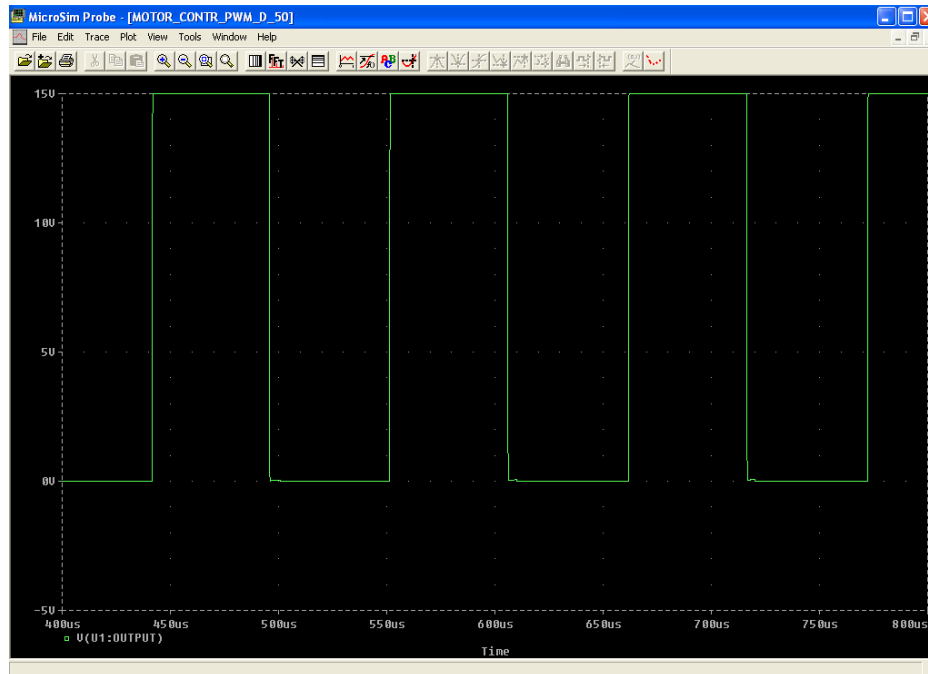 MicroSim Probe - [MOTOR_CONTR_PWM_D_50]
File Edit Trace Plot View Tools Window Help
FFT
15V
10V
5V
0V
-5V
400us 450us 500us 550us 600us 650us 700us 750us 800us
V(U1:OUTPUT)
Time